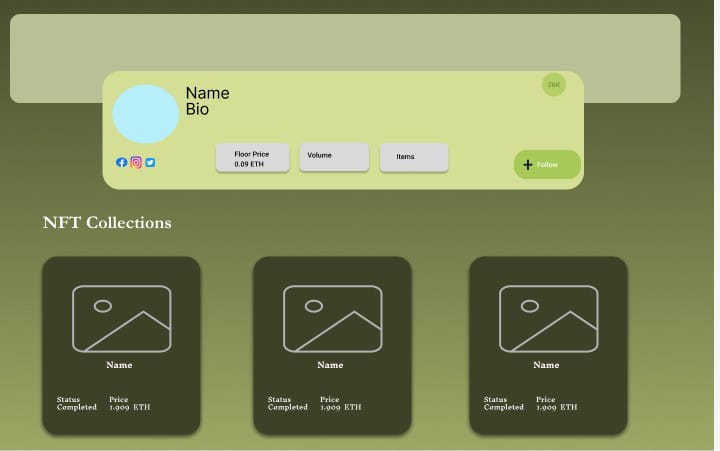 Name
Bio
26K
Floor Price
0.09 ETH
Volume
Items
Follow
NFT Collections
Name
Status Price
Completed 1.909 ETH
Name
Status Price
Completed 1.909 ETH
Name
Status Price
Completed 1.909 ETH